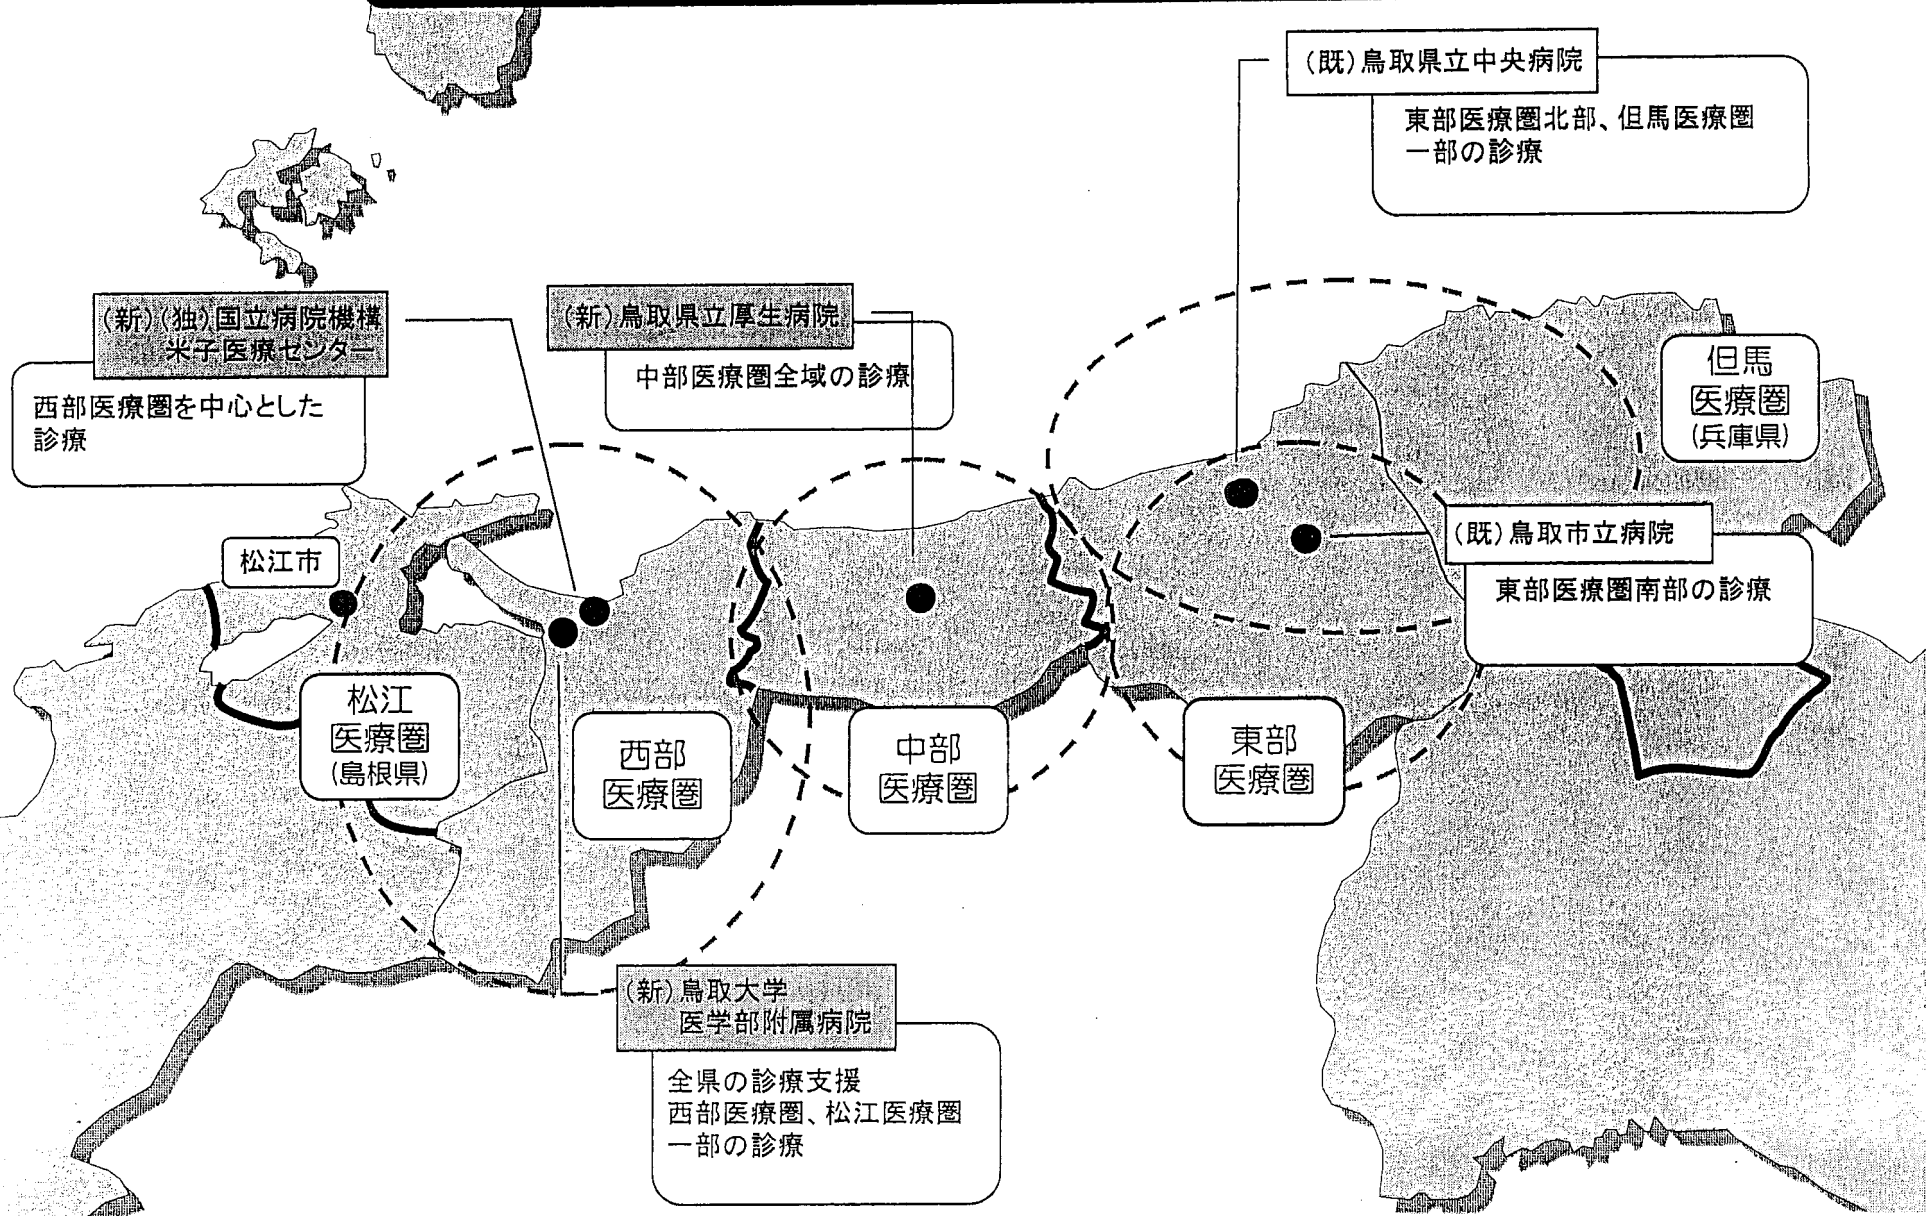 (既)鳥取県立中央病院
東部医療圏北部、但馬医療圏
一部の診療
(新)(独)国立病院機構
米子医療センター
西部医療圏を中心とした
診療
(新)鳥取県立厚生病院
中部医療圏全域の診療
但馬
医療圏
(兵庫県)
(既)鳥取市立病院
東部医療圏南部の診療
松江市
松江
医療圏
(島根県)
西部
医療圏
中部
医療圏
東部
医療圏
(新)鳥取大学
医学部附属病院
全県の診療支援
西部医療圏、松江医療圏
一部の診療